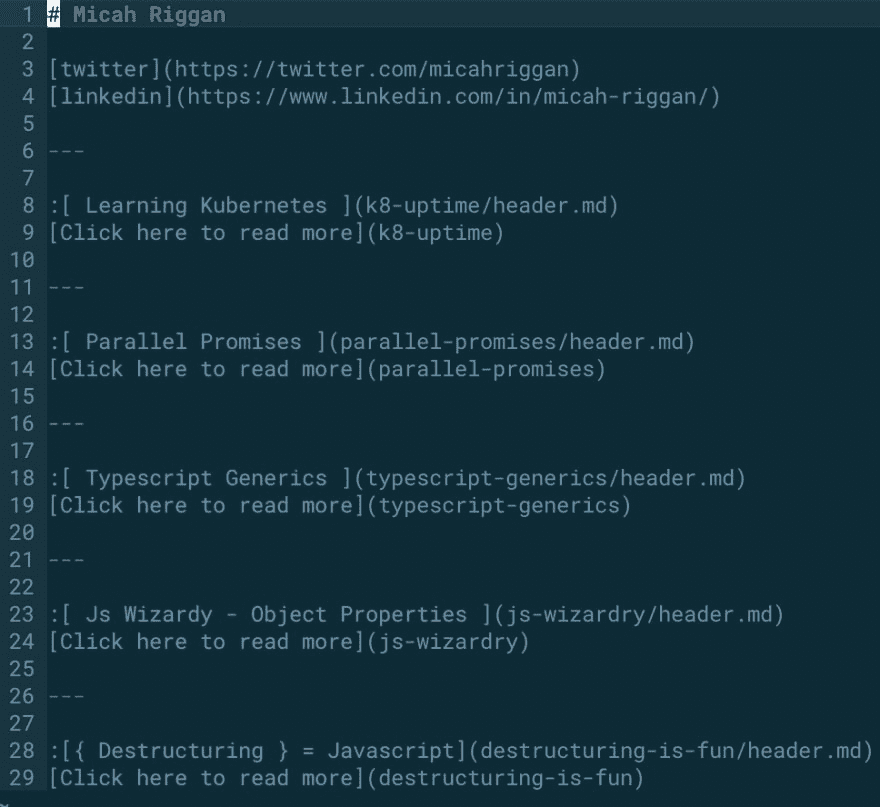 1 # Micah Riggan
2
3 [twitter](https://twitter.com/micahriggan)
4 [linkedin](https://www.linkedin.com/in/micah-riggan/)
5
6 ---
7
8 :[ Learning Kubernetes ](k8-uptime/header.md)
9 [Click here to read more](k8-uptime)
10
11 ---
12
13 :[ Parallel Promises ](parallel-promises/header.md)
14 [Click here to read more](parallel-promises)
15
16 ---
17
18 :[ Typescript Generics ](typescript-generics/header.md)
19 [Click here to read more](typescript-generics)
20
21 ---
22
23 :[ Js Wizardy - Object Properties ](js-wizardry/header.md)
24 [Click here to read more](js-wizardry)
25
26 ---
27
28 :[{ Destructuring } = Javascript](destructuring-is-fun/header.md)
29 [Click here to read more](destructuring-is-fun)